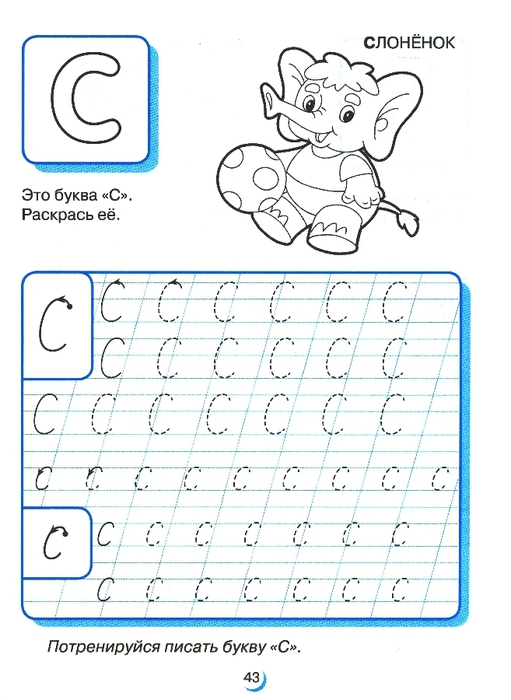 СЛОНЁНОК
С
Это буква «С».
Раскрась её.
С С С С С С С
С С С С С С
С С С С С С С
с с с с с с с с с
с с с с с с с
с с с с с с
Потренируйся писать букву «С».
43